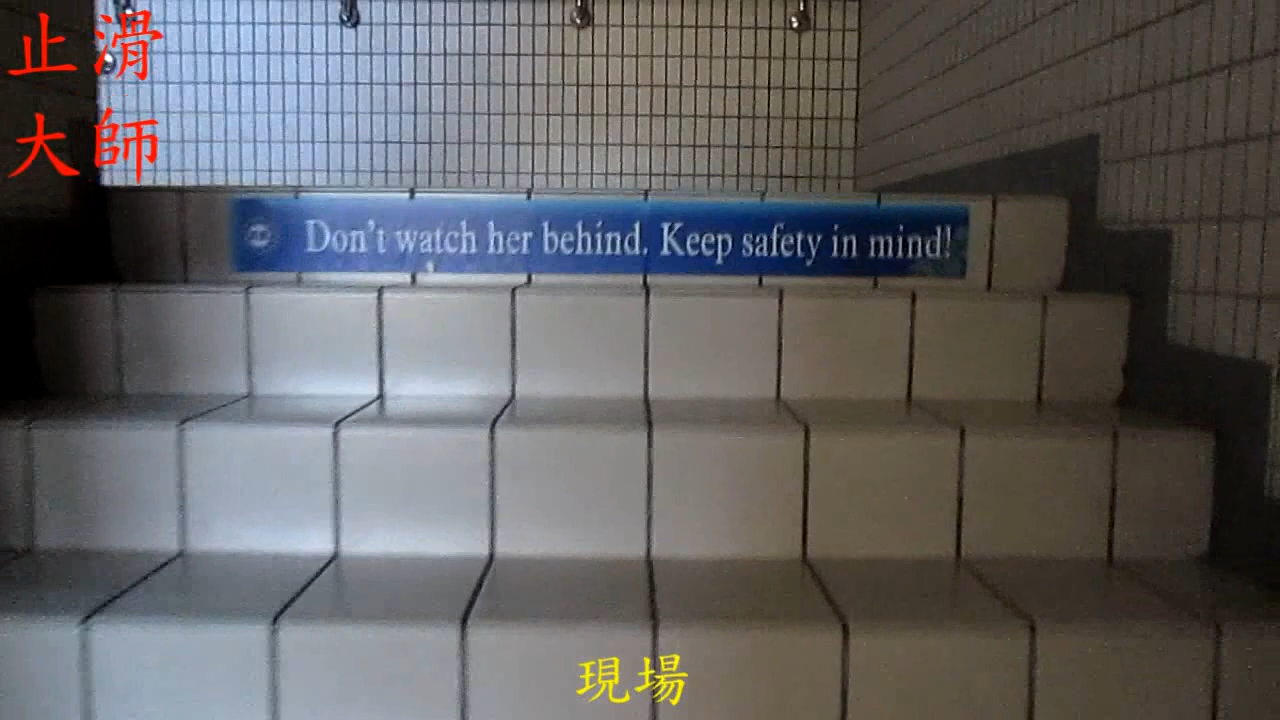 止滑
大師
Don't watch her behind. Keep safety in mind!
現場